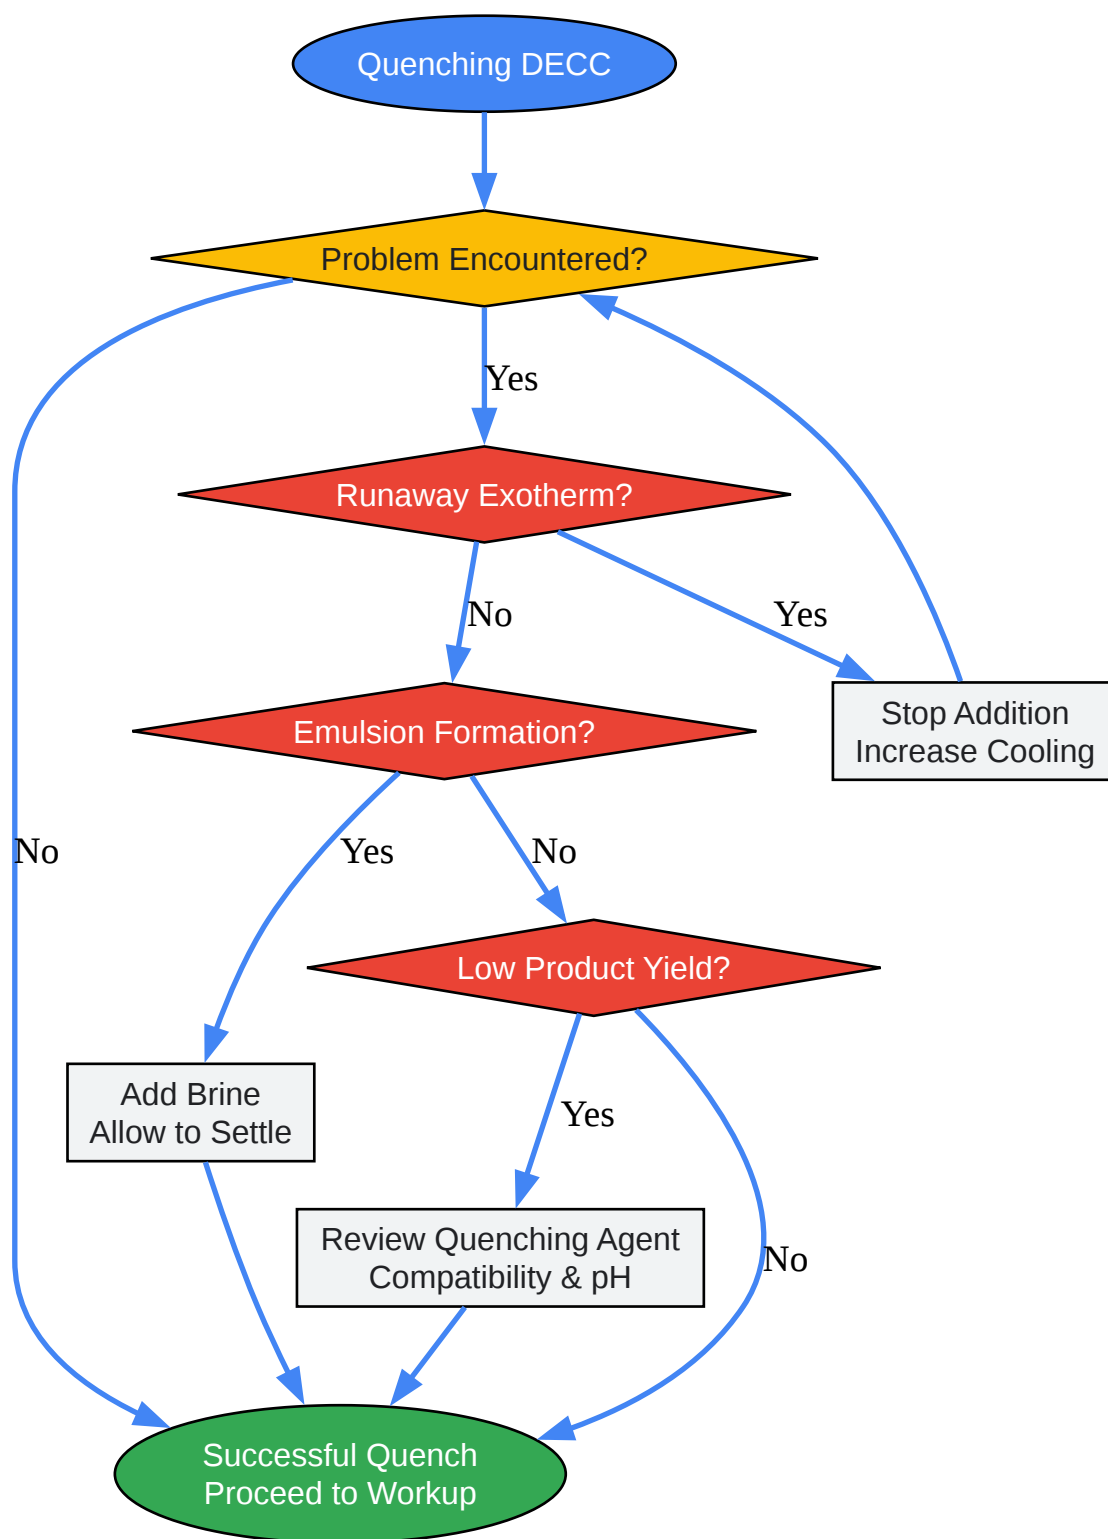 Quenching DECC
Problem Encountered?
Yes
Runaway Exotherm?
No
Yes
Stop Addition
Increase Cooling
Emulsion Formation?
No
Yes
No
Low Product Yield?
Add Brine
Allow to Settle
Yes
Review Quenching Agent
Compatibility & pH
No
Successful Quench
Proceed to Workup